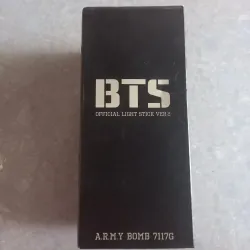 BTS
OFFICIAL LIGHT STICK VER.2
A.R.M.Y BOMB 7117G